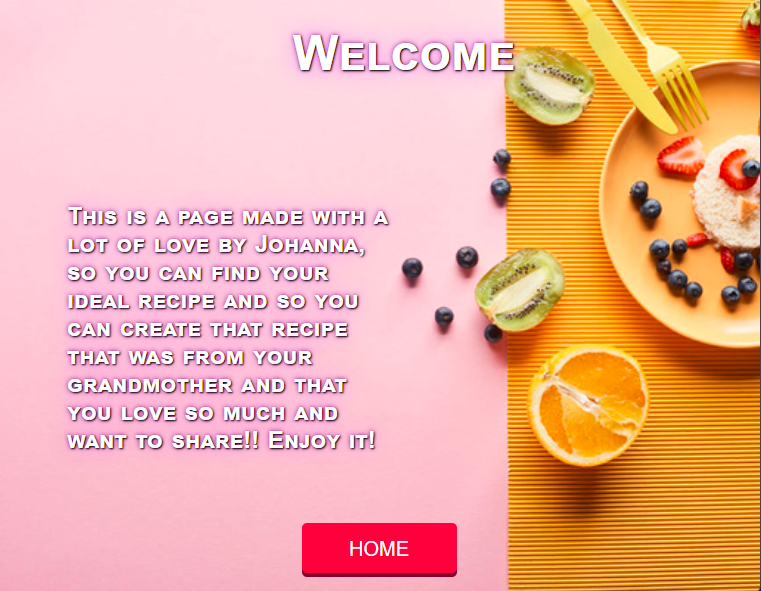 Welcome
This is a page made with a
lot of love by Johanna,
so you can find your
ideal recipe and so you
can create that recipe
that was from your
grandmother and that
you love so much and
want to share!! Enjoy it!
HOME